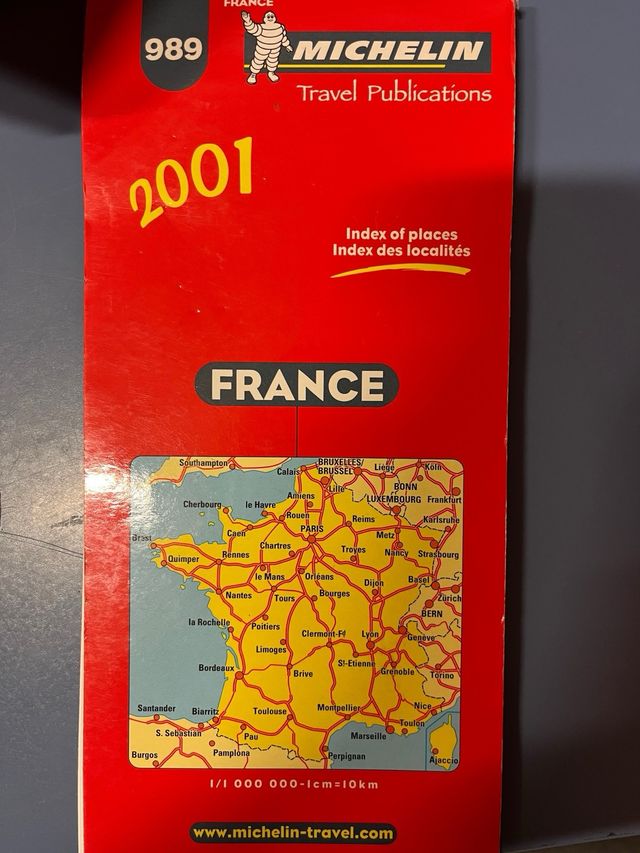 FRANCE
989
MICHELIN
Travel Publications
2001
Index of places
Index des localités
FRANCE
Southampton
Calais
BRUXELLES
BRUSSEL
Liège
Köln
Lille
BONN
Amiens
LUXEMBOURG
Frankfurt
Cherbourg
le Havre
Rouen
Reims
Karlsruhe
Caen
PARIS
Metz
Brest
Chartres
Troyes
Nancy
Strasbourg
Quimper
Rennes
le Mans
Orléans
Dijon
Basel
Nantes
Tours
Bourges
Zürich
BERN
la Rochelle
Poitiers
Clermont-Fd
Lyon
Genève
Limoges
St-Etienne
Bordeaux
Brive
Grenoble
Torino
Santander
Biarritz
Toulouse
Montpellier
Nice
Toulon
S. Sebastian
Pau
Marseille
Burgos
Pamplona
Perpignan
Ajaccio
1/1 000 000-1cm=10km
www.michelin-travel.com